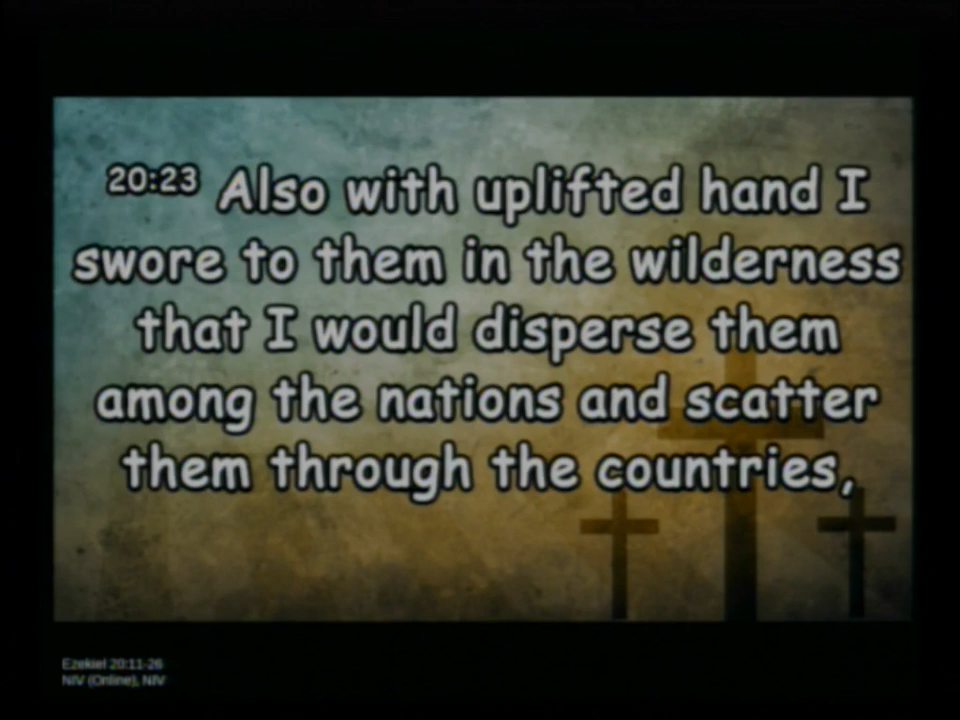 20:23 Also with uplifted hand I
swore to them in the wilderness
that I would disperse them
among the nations and scatter
them through the countries,
Ezekiel 20:11-26
NIV (Online), NIV